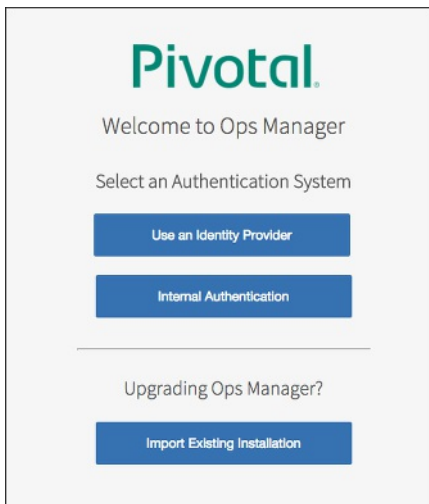 Pivotal.
Welcome to Ops Manager
Select an Authentication System
Use an Identity Provider
Internal Authentication
Upgrading Ops Manager?
Import Existing Installation